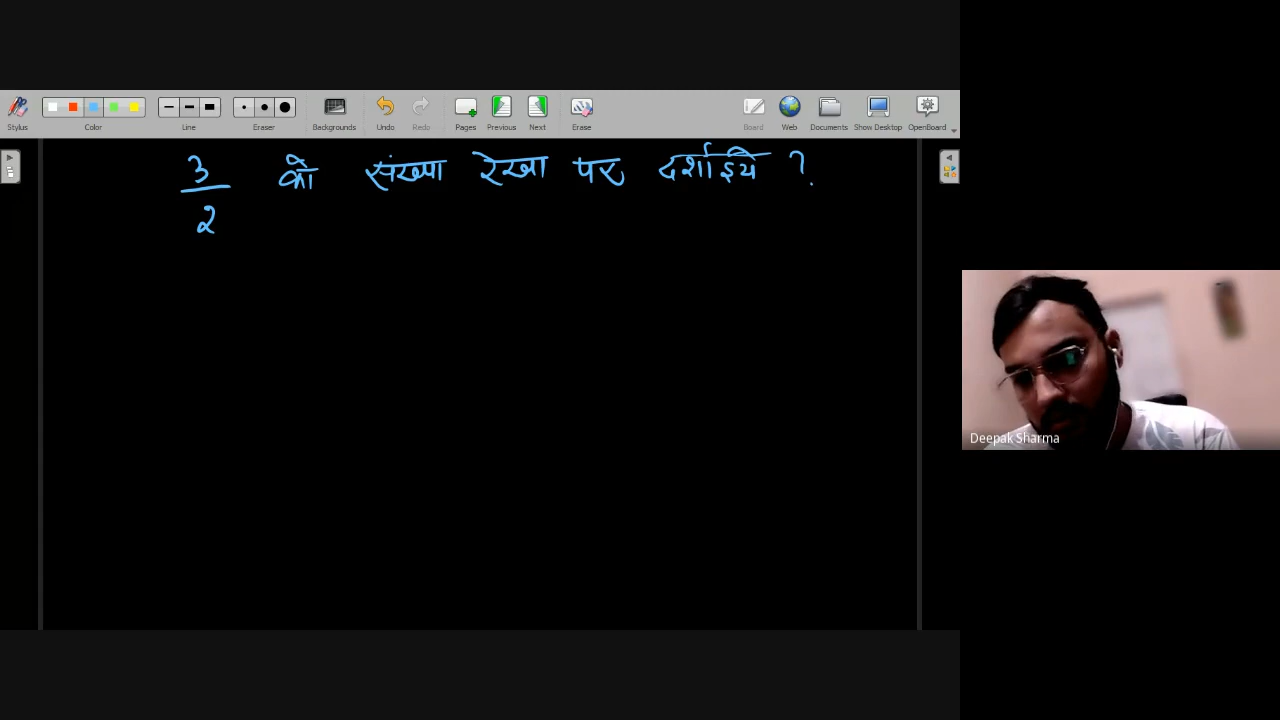 Stylus Color Line Eraser Backgrounds Undo Redo Pages Previous Next Erase Board Web Documents Show Desktop OpenBoard
3 को संख्या रेखा पर दर्शाइये ?
2
Deepak Sharma